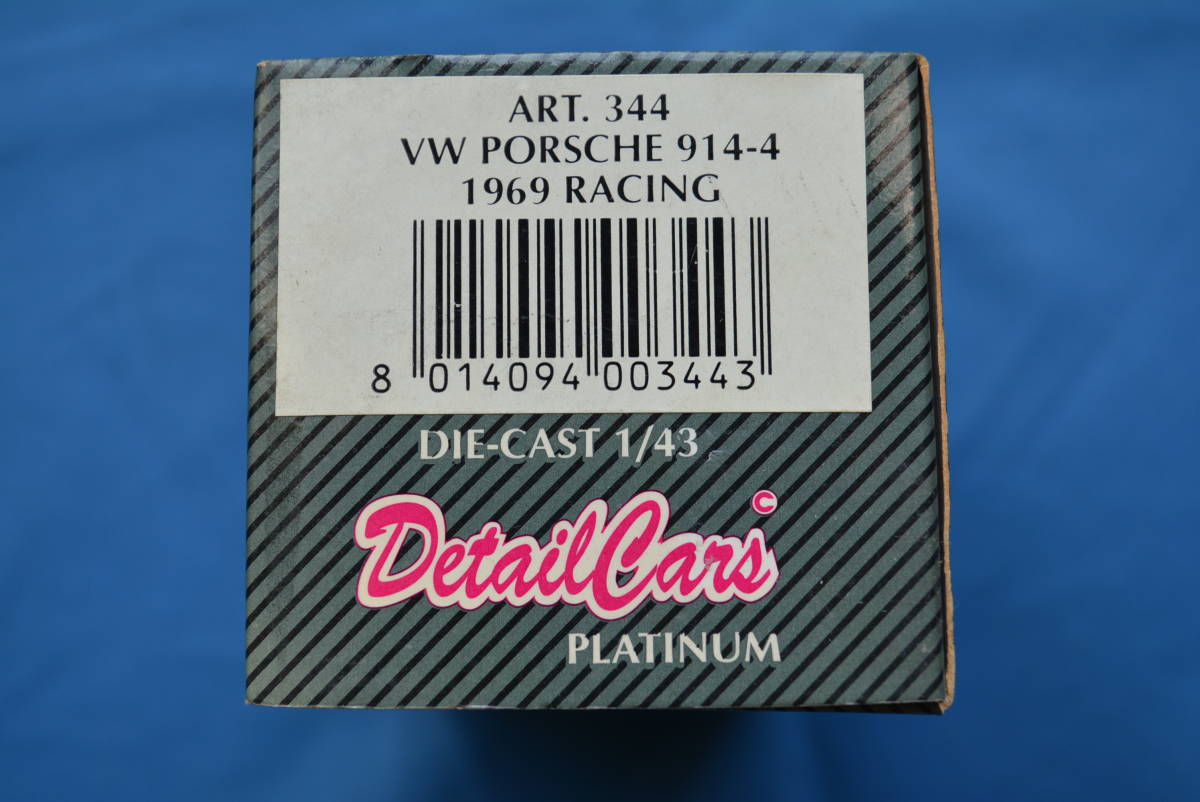 ART. 344
VW PORSCHE 914-4
1969 RACING
8 014094 003443
DIE-CAST 1/43
DetailCars ©
PLATINUM